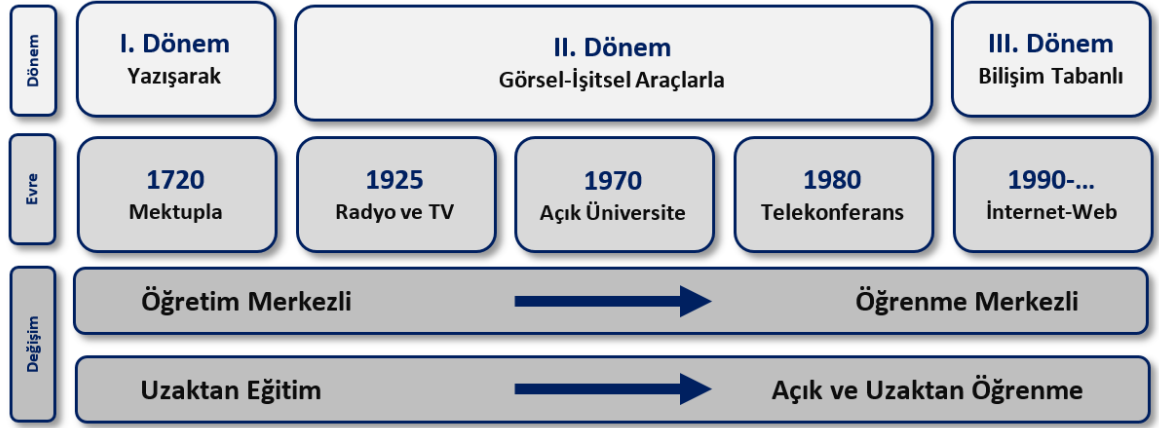 Dönem
I. Dönem
Yazışarak
II. Dönem
Görsel-İşitsel Araçlarla
III. Dönem
Bilişim Tabanlı
Evre
1720
Mektupla
1925
Radyo ve TV
1970
Açık Üniversite
1980
Telekonferans
1990-...
İnternet-Web
Değişim
Öğretim Merkezli
Öğrenme Merkezli
Uzaktan Eğitim
Açık ve Uzaktan Öğrenme